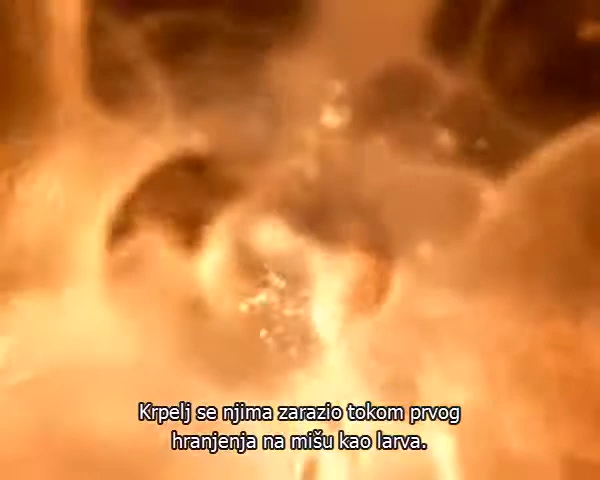 Krpelj se njima zarazio tokom prvog
hranjenja na mišu kao larva.